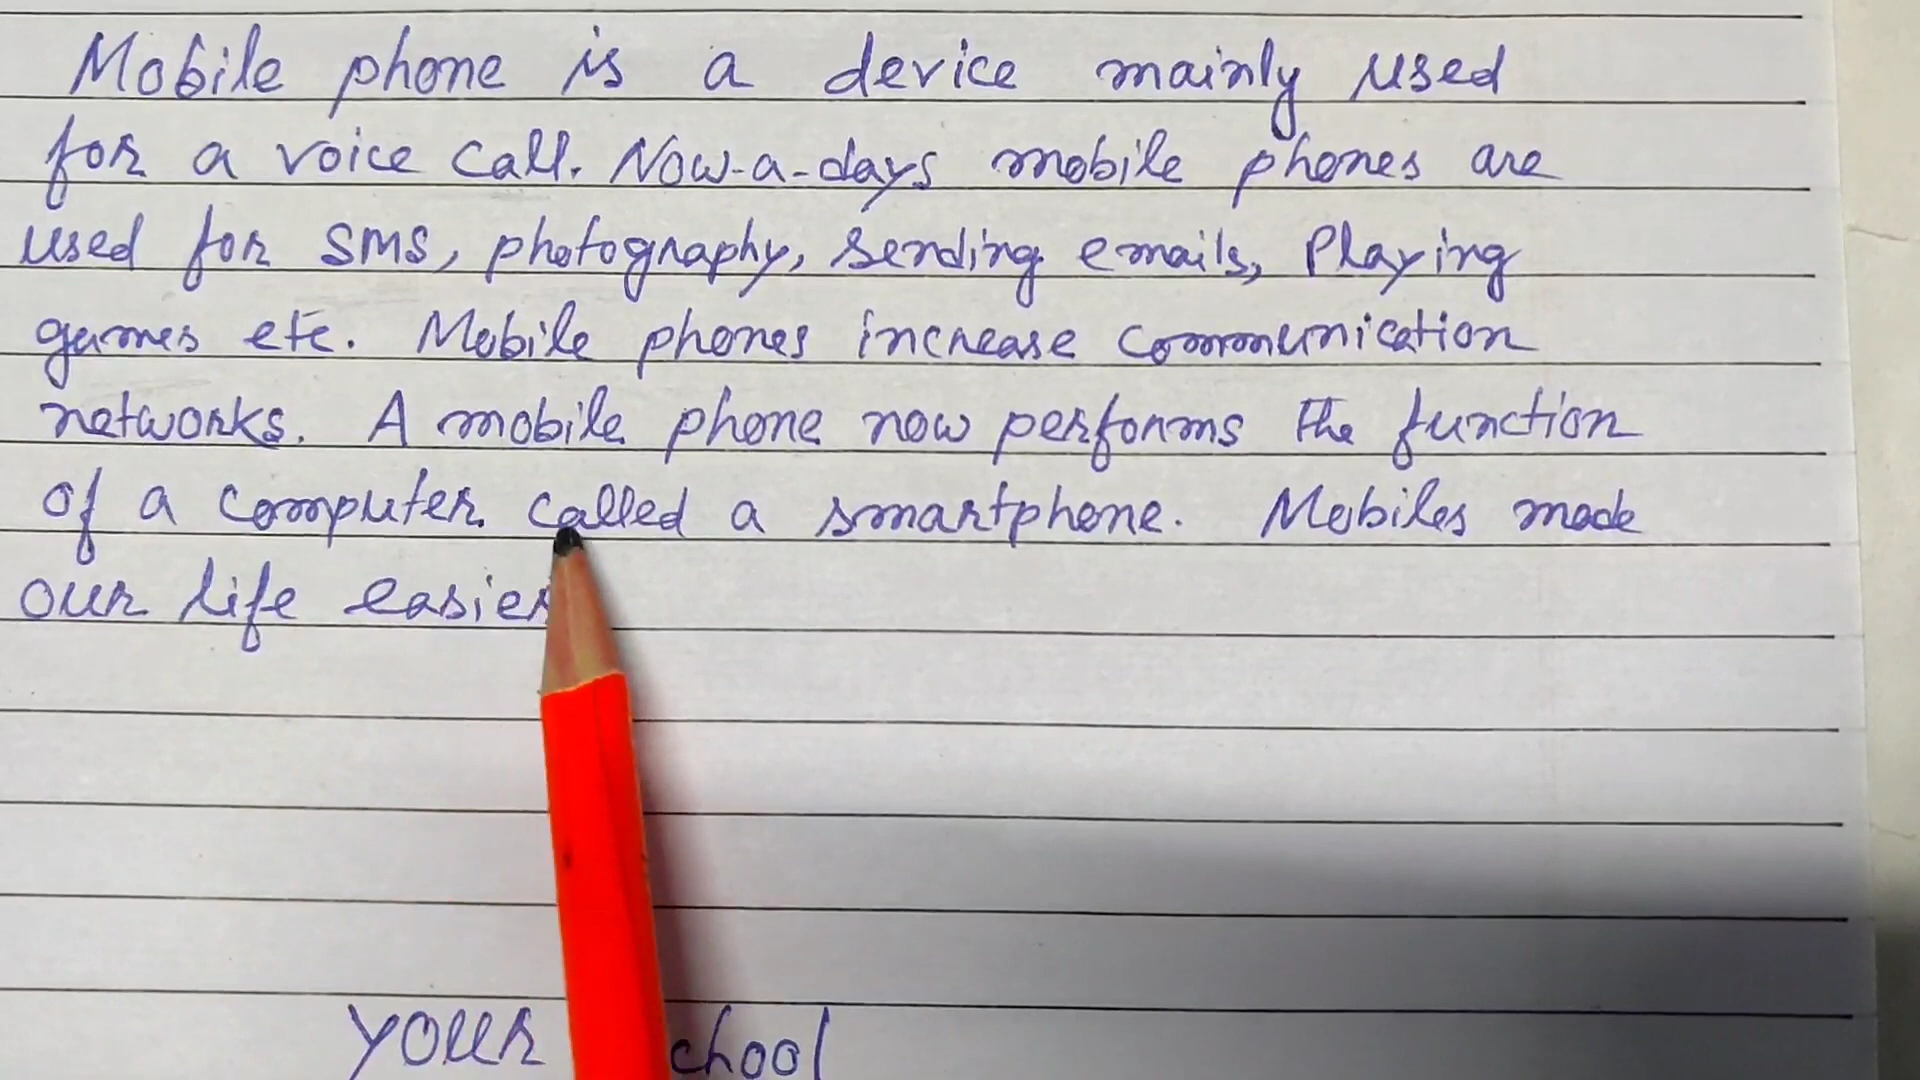 Mobile phone is a device mainly used
for a voice call. Now-a-days mobile phones are
used for SMS, photography, sending emails, Playing
games etc. Mobile phones increase communication
networks. A mobile phone now performs the function
of a computer called a smartphone. Mobiles made
our life easier
YOUR chool